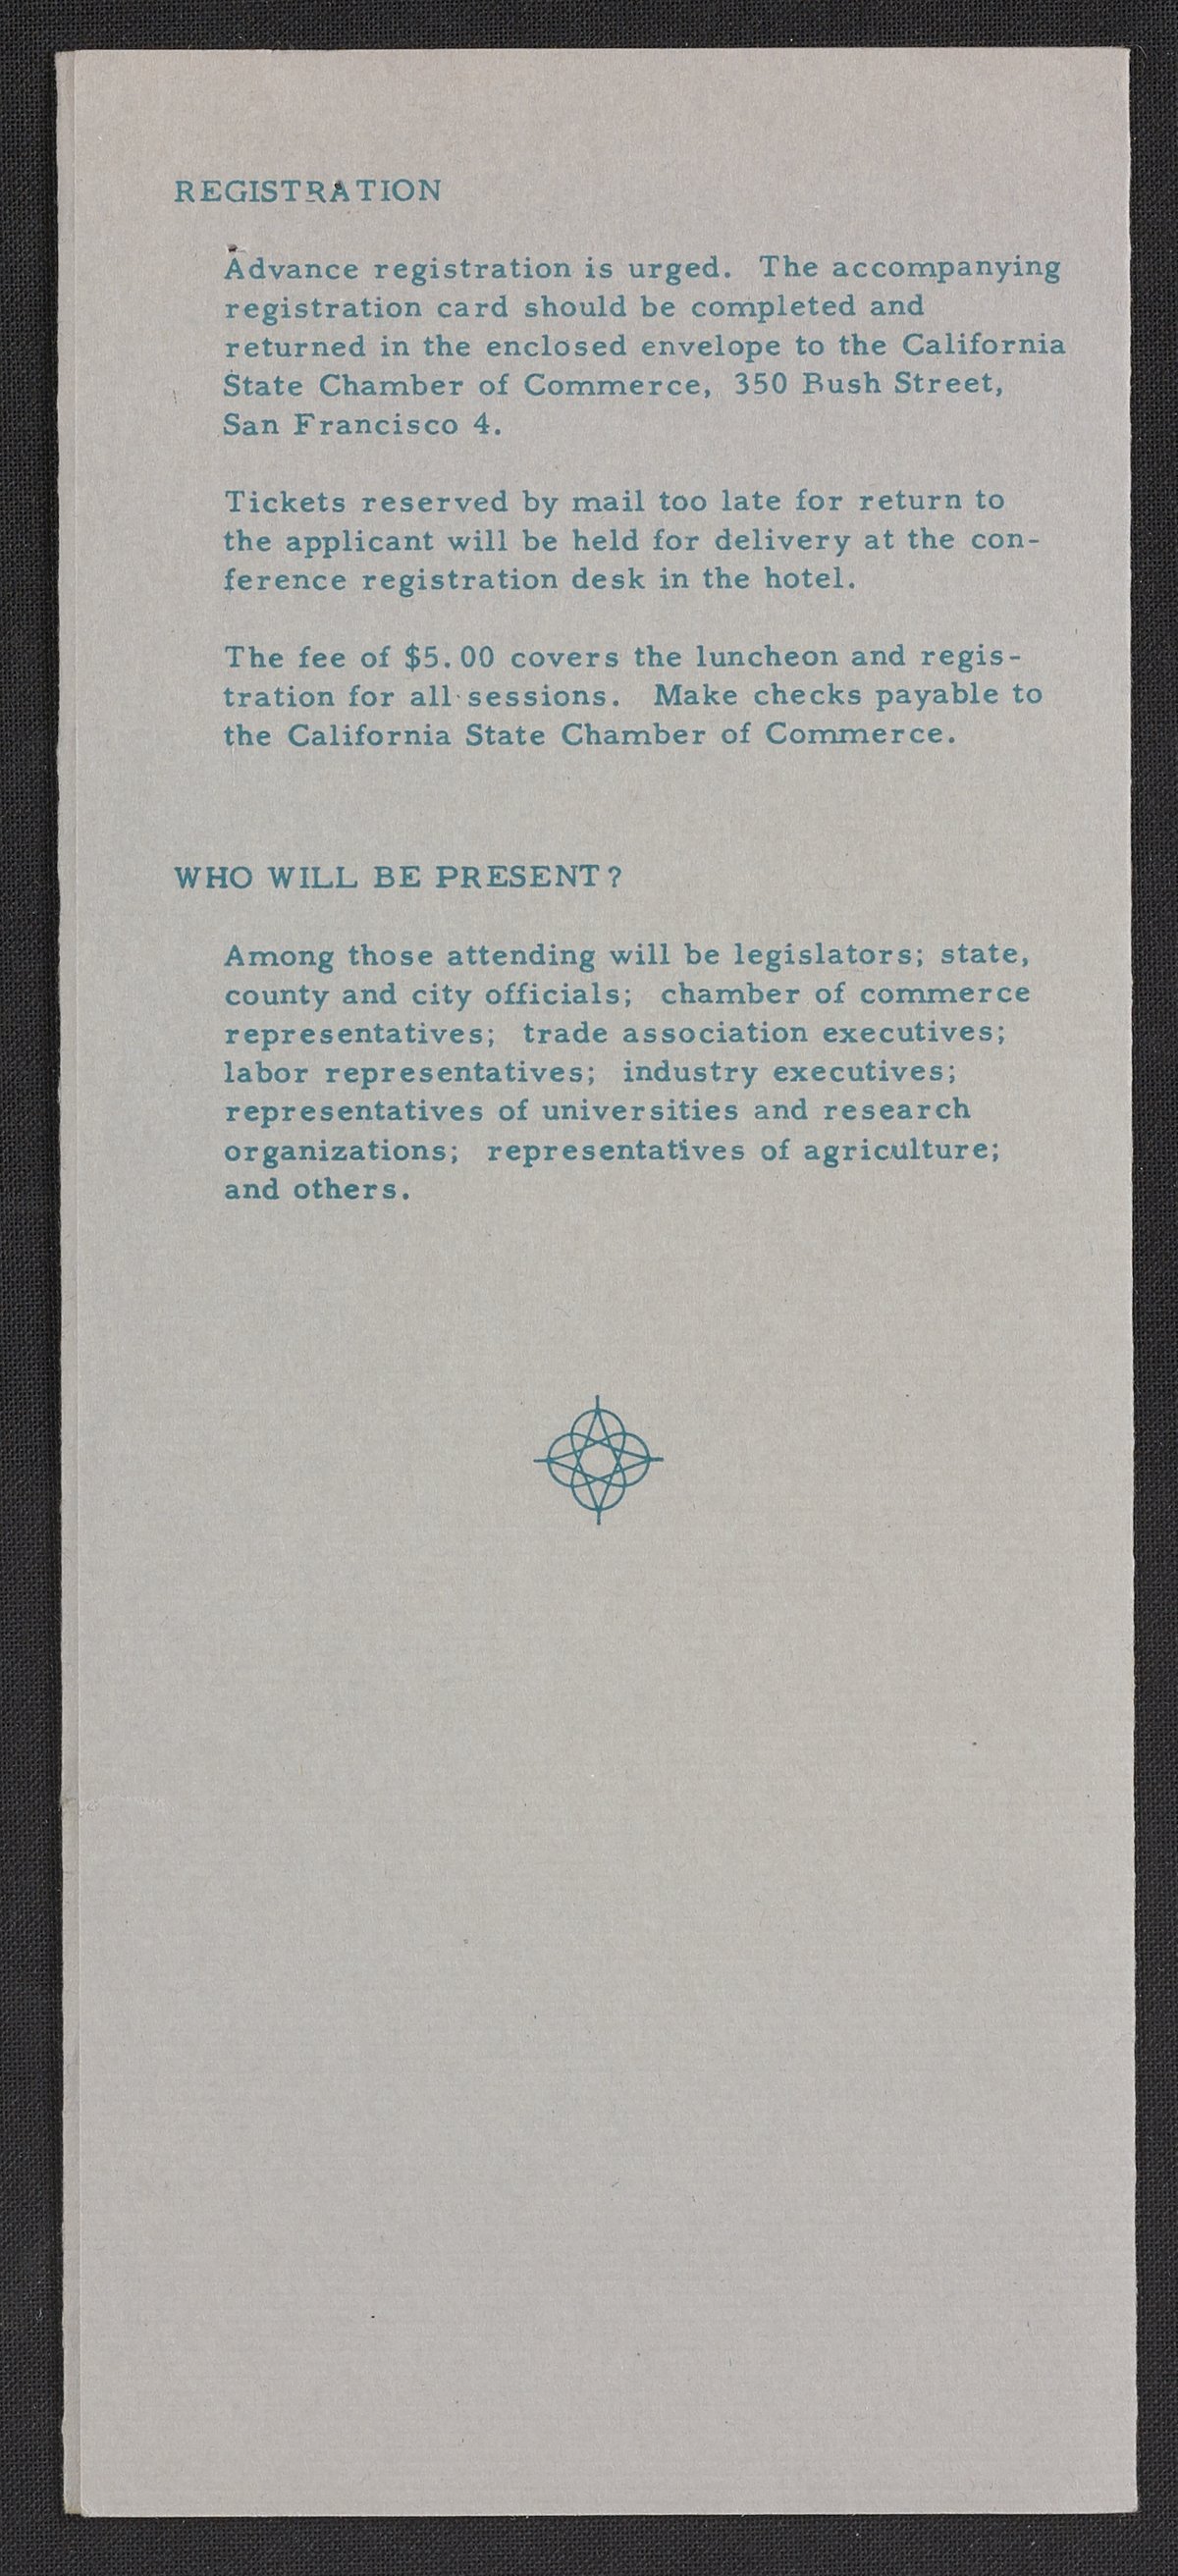 REGISTRATION
Advance registration is urged. The accompanying
registration card should be completed and
returned in the enclosed envelope to the California
State Chamber of Commerce, 350 Bush Street,
San Francisco 4.
Tickets reserved by mail too late for return to
the applicant will be held for delivery at the con-
ference registration desk in the hotel.
The fee of $5.00 covers the luncheon and regis-
tration for all sessions. Make checks payable to
the California State Chamber of Commerce.
WHO WILL BE PRESENT?
Among those attending will be legislators; state,
county and city officials; chamber of commerce
representatives; trade association executives;
labor representatives; industry executives;
representatives of universities and research
organizations; representatives of agriculture;
and others.